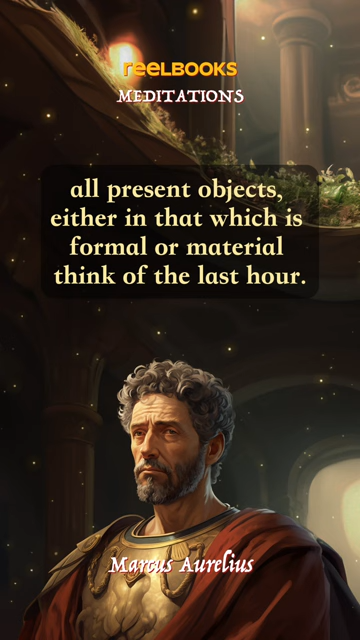 reelbooks
MEDITATIONS
all present objects,
either in that which is
formal or material
think of the last hour.
Marcus Aurelius